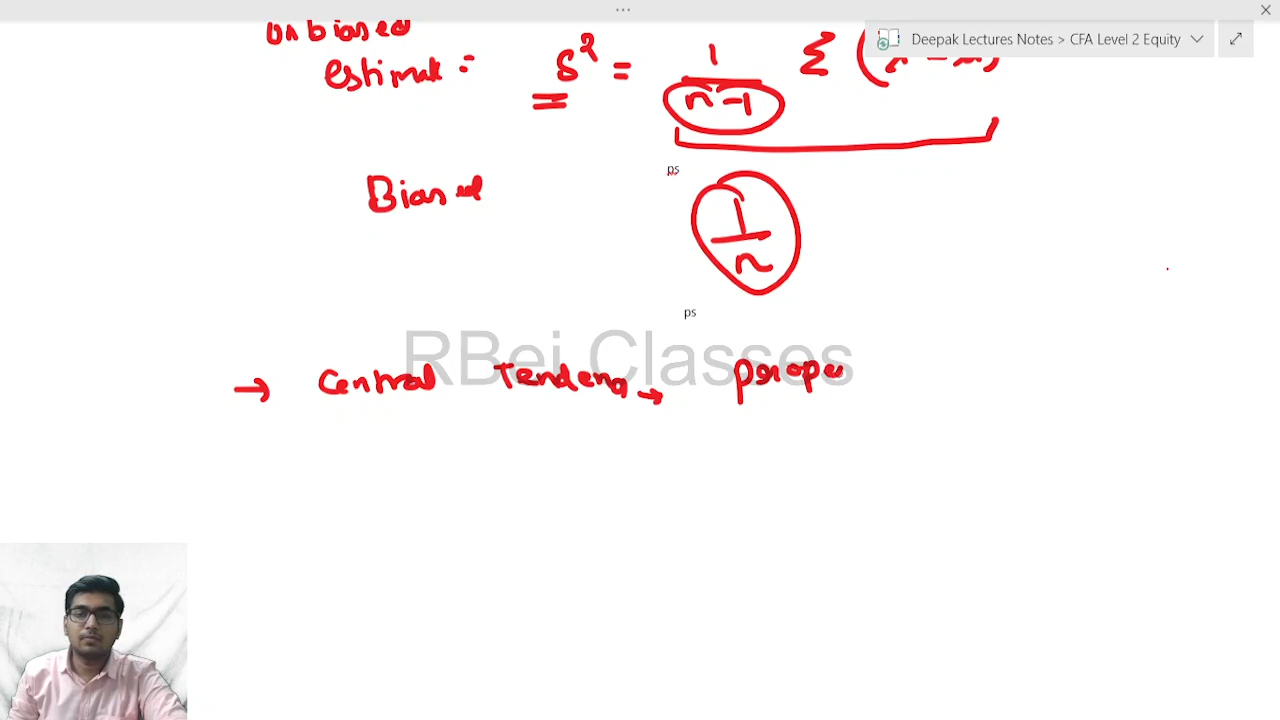 Unbiased
Deepak Lectures Notes > CFA Level 2 Equity
estimate = s² = 1/(n-1) Σ (x - x̄)
ps
Biased
1/n
ps
RBei Classes
→ Central Tendency → prope